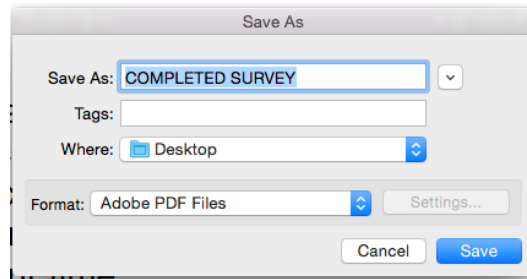 Save As
Save As: COMPLETED SURVEY
Tags:
Where: Desktop
Format: Adobe PDF Files Settings...
Cancel Save